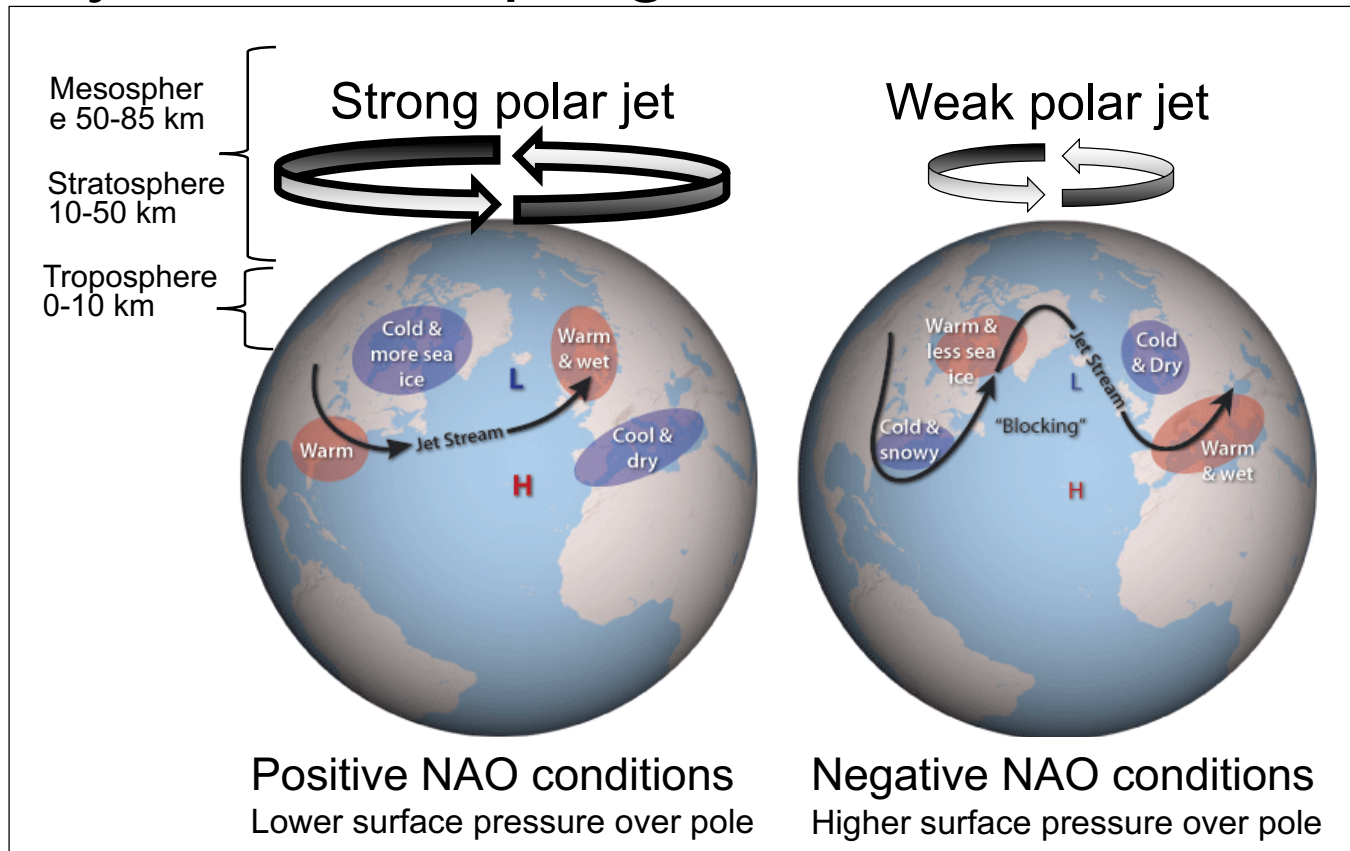 Mesospher
e 50-85 km
Stratosphere
10-50 km
Troposphere
0-10 km
Strong polar jet
Cold &
more sea
ice
Warm
& wet
L
Jet Stream
Warm
Cool &
dry
H
Positive NAO conditions
Lower surface pressure over pole
Weak polar jet
Warm &
less sea
ice
Cold
& Dry
Jet Stream
L
"Blocking"
Cold &
snowy
Warm
& wet
H
Negative NAO conditions
Higher surface pressure over pole